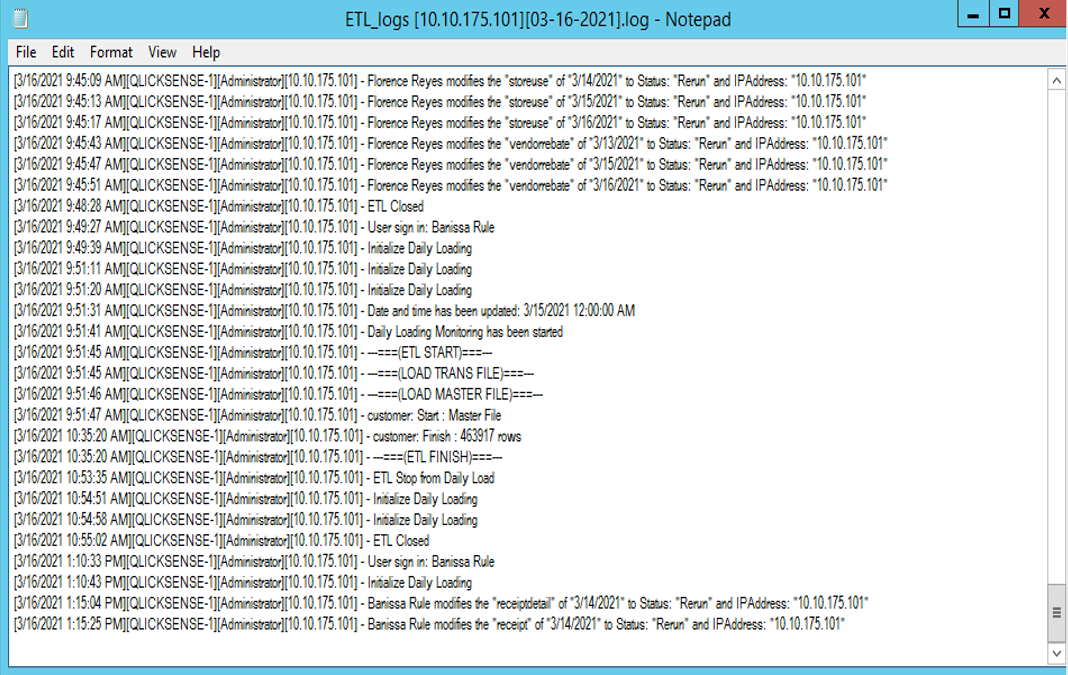 ETL_logs [10.10.175.101][03-16-2021].log - Notepad
File Edit Format View Help
[3/16/2021 9:45:09 AM][QLICKSENSE-1][Administrator][10.10.175.101] - Florence Reyes modifies the "storeuse" of "3/14/2021" to Status: "Rerun" and IPAddress: "10.10.175.101"
[3/16/2021 9:45:13 AM][QLICKSENSE-1][Administrator][10.10.175.101] - Florence Reyes modifies the "storeuse" of "3/15/2021" to Status: "Rerun" and IPAddress: "10.10.175.101"
[3/16/2021 9:45:17 AM][QLICKSENSE-1][Administrator][10.10.175.101] - Florence Reyes modifies the "storeuse" of "3/16/2021" to Status: "Rerun" and IPAddress: "10.10.175.101"
[3/16/2021 9:45:43 AM][QLICKSENSE-1][Administrator][10.10.175.101] - Florence Reyes modifies the "vendorrebate" of "3/13/2021" to Status: "Rerun" and IPAddress: "10.10.175.101"
[3/16/2021 9:45:47 AM][QLICKSENSE-1][Administrator][10.10.175.101] - Florence Reyes modifies the "vendorrebate" of "3/15/2021" to Status: "Rerun" and IPAddress: "10.10.175.101"
[3/16/2021 9:45:51 AM][QLICKSENSE-1][Administrator][10.10.175.101] - Florence Reyes modifies the "vendorrebate" of "3/16/2021" to Status: "Rerun" and IPAddress: "10.10.175.101"
[3/16/2021 9:48:28 AM][QLICKSENSE-1][Administrator][10.10.175.101] - ETL Closed
[3/16/2021 9:49:27 AM][QLICKSENSE-1][Administrator][10.10.175.101] - User sign in: Banissa Rule
[3/16/2021 9:49:39 AM][QLICKSENSE-1][Administrator][10.10.175.101] - Initialize Daily Loading
[3/16/2021 9:51:11 AM][QLICKSENSE-1][Administrator][10.10.175.101] - Initialize Daily Loading
[3/16/2021 9:51:20 AM][QLICKSENSE-1][Administrator][10.10.175.101] - Initialize Daily Loading
[3/16/2021 9:51:31 AM][QLICKSENSE-1][Administrator][10.10.175.101] - Date and time has been updated: 3/15/2021 12:00:00 AM
[3/16/2021 9:51:41 AM][QLICKSENSE-1][Administrator][10.10.175.101] - Daily Loading Monitoring has been started
[3/16/2021 9:51:45 AM][QLICKSENSE-1][Administrator][10.10.175.101] - ---===(ETL START)===---
[3/16/2021 9:51:45 AM][QLICKSENSE-1][Administrator][10.10.175.101] - ---===(LOAD TRANS FILE)===---
[3/16/2021 9:51:46 AM][QLICKSENSE-1][Administrator][10.10.175.101] - ---===(LOAD MASTER FILE)===---
[3/16/2021 9:51:47 AM][QLICKSENSE-1][Administrator][10.10.175.101] - customer: Start : Master File
[3/16/2021 10:35:20 AM][QLICKSENSE-1][Administrator][10.10.175.101] - customer: Finish : 463917 rows
[3/16/2021 10:35:20 AM][QLICKSENSE-1][Administrator][10.10.175.101] - ---===(ETL FINISH)===---
[3/16/2021 10:53:35 AM][QLICKSENSE-1][Administrator][10.10.175.101] - ETL Stop from Daily Load
[3/16/2021 10:54:51 AM][QLICKSENSE-1][Administrator][10.10.175.101] - Initialize Daily Loading
[3/16/2021 10:54:58 AM][QLICKSENSE-1][Administrator][10.10.175.101] - Initialize Daily Loading
[3/16/2021 10:55:02 AM][QLICKSENSE-1][Administrator][10.10.175.101] - ETL Closed
[3/16/2021 1:10:33 PM][QLICKSENSE-1][Administrator][10.10.175.101] - User sign in: Banissa Rule
[3/16/2021 1:10:43 PM][QLICKSENSE-1][Administrator][10.10.175.101] - Initialize Daily Loading
[3/16/2021 1:15:04 PM][QLICKSENSE-1][Administrator][10.10.175.101] - Banissa Rule modifies the "receiptdetail" of "3/14/2021" to Status: "Rerun" and IPAddress: "10.10.175.101"
[3/16/2021 1:15:25 PM][QLICKSENSE-1][Administrator][10.10.175.101] - Banissa Rule modifies the "receipt" of "3/14/2021" to Status: "Rerun" and IPAddress: "10.10.175.101"